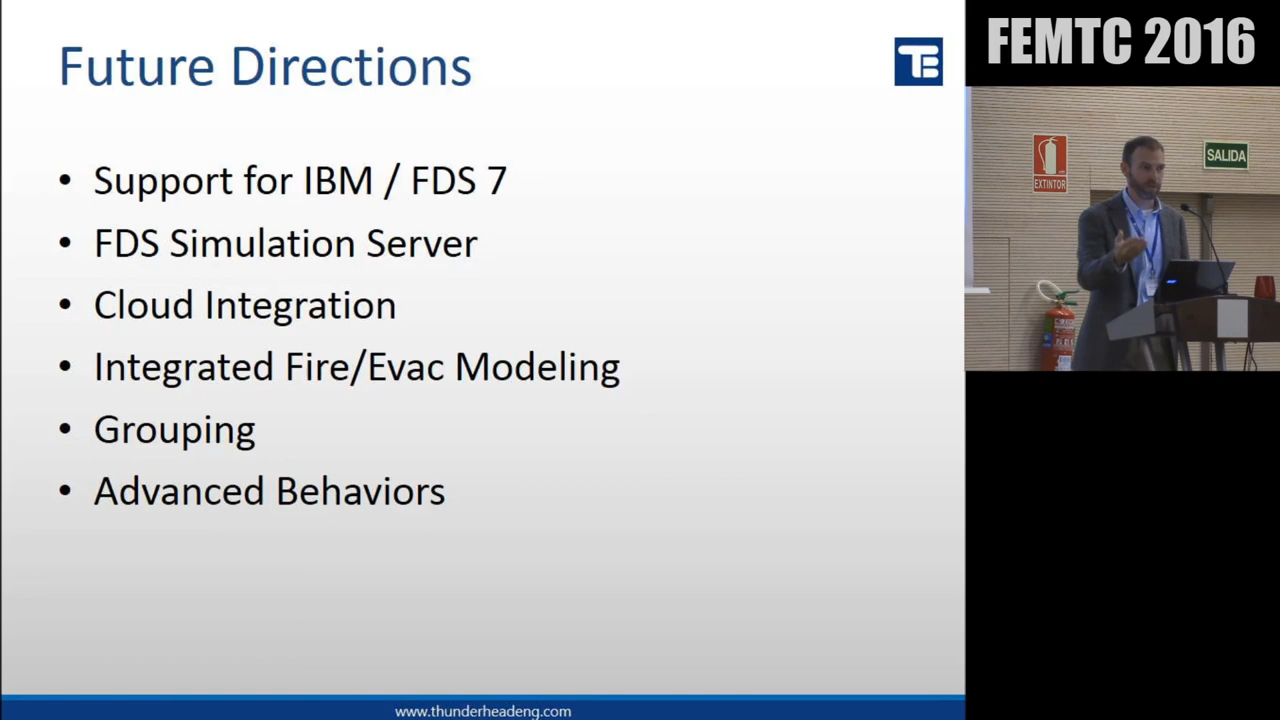 Future Directions
TE
FEMTC 2016
• Support for IBM / FDS 7
• FDS Simulation Server
• Cloud Integration
• Integrated Fire/Evac Modeling
• Grouping
• Advanced Behaviors
EXTINTOR
SALIDA
www.thunderheadeng.com